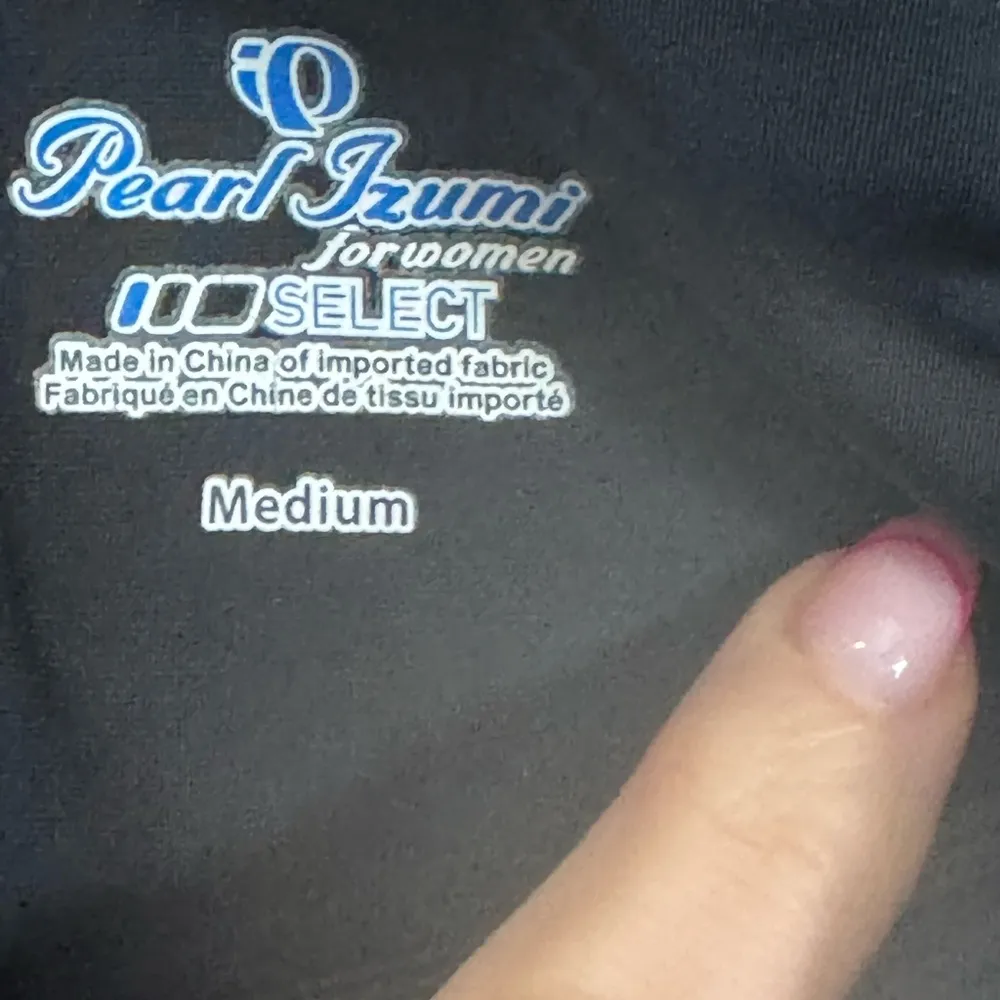 Pearl Izumi
for women
SELECT
Made in China of imported fabric
Fabriqué en Chine de tissu importé
Medium